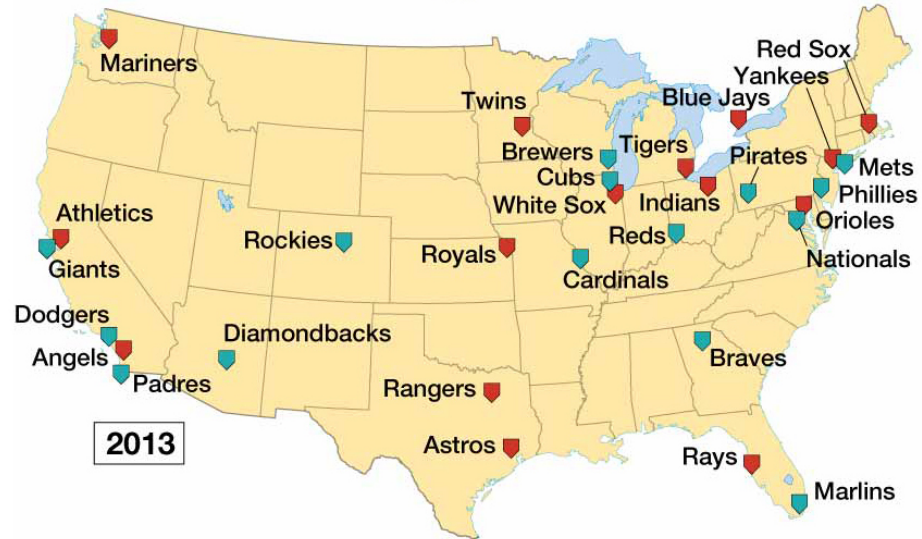 Mariners
Red Sox
Yankees
Blue Jays
Twins
Brewers
Tigers
Pirates
Cubs
Mets
White Sox
Indians
Phillies
Athletics
Orioles
Rockies
Royals
Reds
Nationals
Giants
Cardinals
Dodgers
Diamondbacks
Angels
Braves
Padres
Rangers
2013
Astros
Rays
Marlins